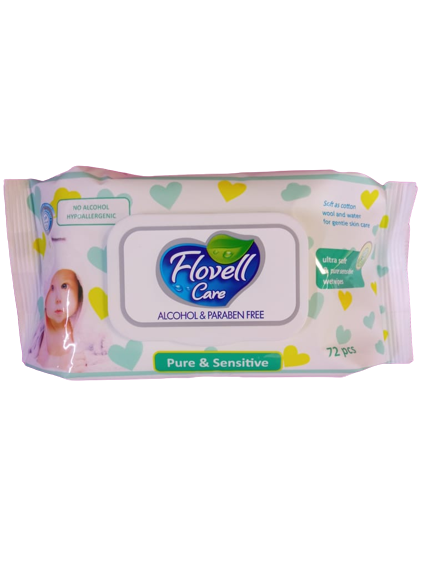 NO ALCOHOL
HYPOALLERGENIC
Soft as cotton
wool and water
for gentle skin care
Flovell
Care
ALCOHOL & PARABEN FREE
ultra soft
Pure & Sensitive
72 pcs